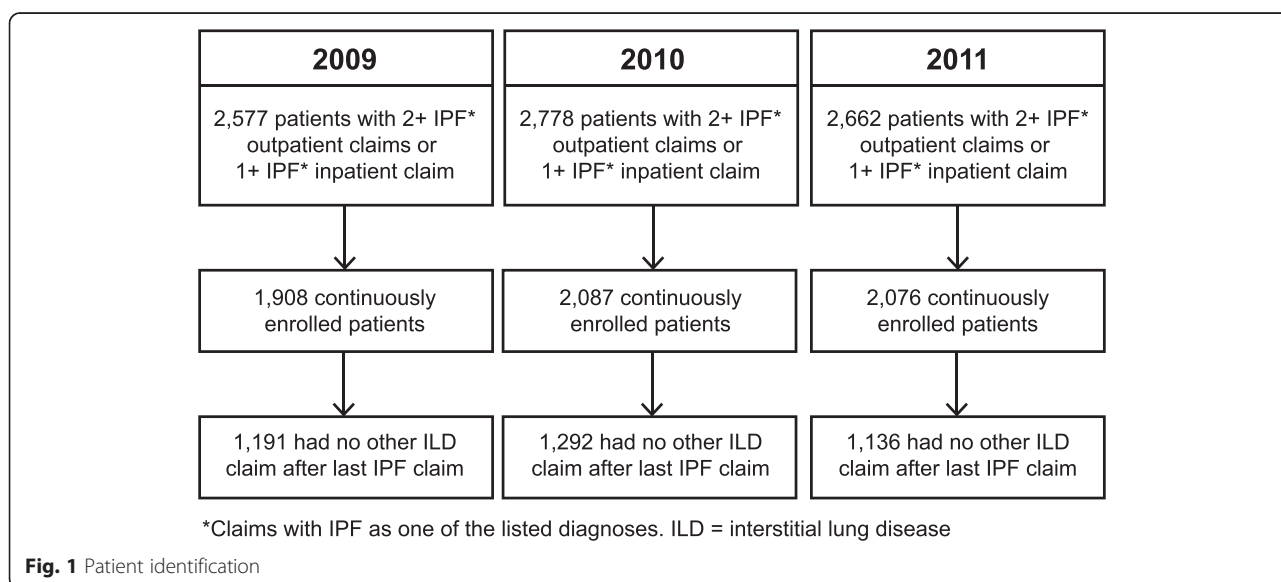 2009
2,577 patients with 2+ IPF*
outpatient claims or
1+ IPF* inpatient claim
1,908 continuously
enrolled patients
1,191 had no other ILD
claim after last IPF claim
2010
2,778 patients with 2+ IPF*
outpatient claims or
1+ IPF* inpatient claim
2,087 continuously
enrolled patients
1,292 had no other ILD
claim after last IPF claim
2011
2,662 patients with 2+ IPF*
outpatient claims or
1+ IPF* inpatient claim
2,076 continuously
enrolled patients
1,136 had no other ILD
claim after last IPF claim
*Claims with IPF as one of the listed diagnoses. ILD = interstitial lung disease
Fig. 1 Patient identification